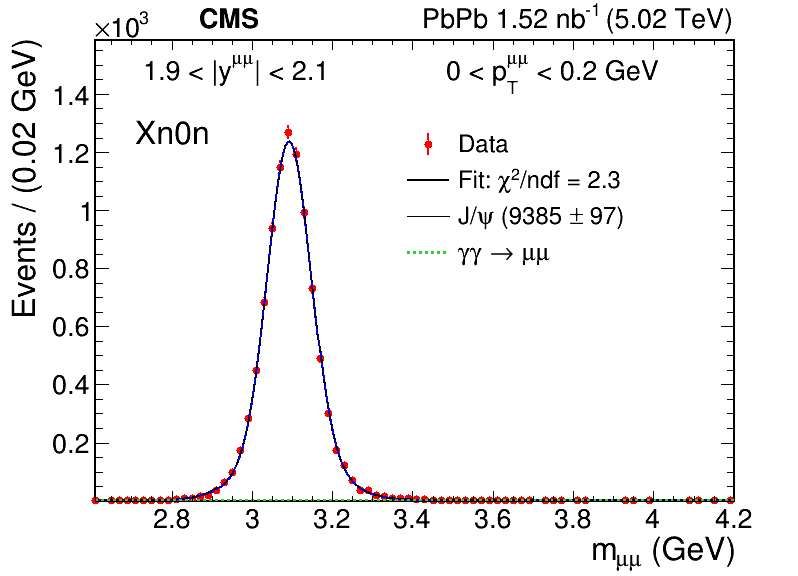 ×10³
CMS
PbPb 1.52 nb⁻¹ (5.02 TeV)
1.9 < |y^μμ| < 2.1
0 < p_T^μμ < 0.2 GeV
Xn0n
Data
Fit: χ²/ndf = 2.3
J/ψ (9385 ± 97)
γγ → μμ
Events / (0.02 GeV)
1.4
1.2
1
0.8
0.6
0.4
0.2
2.8 3 3.2 3.4 3.6 3.8 4 4.2
m_μμ (GeV)